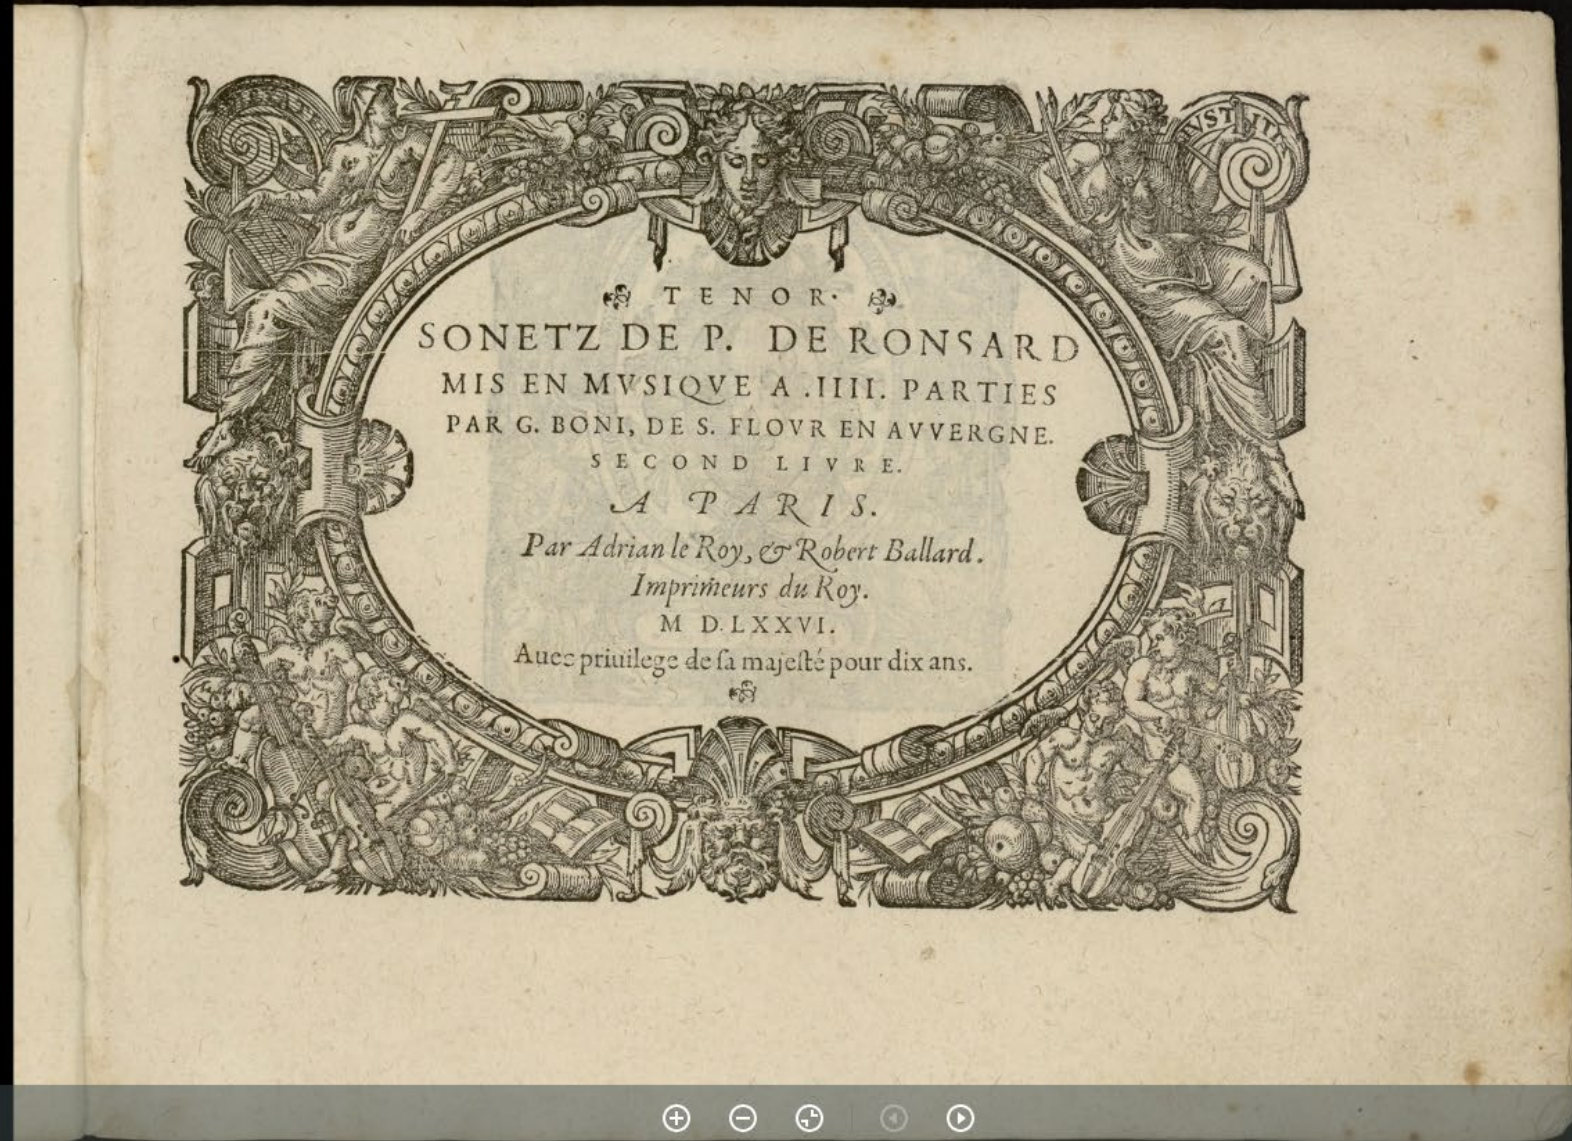 TENOR.
SONETZ DE P. DE RONSARD
MIS EN MVSIQVE A .IIII. PARTIES
PAR G. BONI, DE S. FLOVR EN AVVERGNE.
SECOND LIVRE.
A PARIS.
Par Adrian le Roy, & Robert Ballard.
Imprimeurs du Roy.
M D.LXXVI.
Auec priuilege de ſa majeſté pour dix ans.